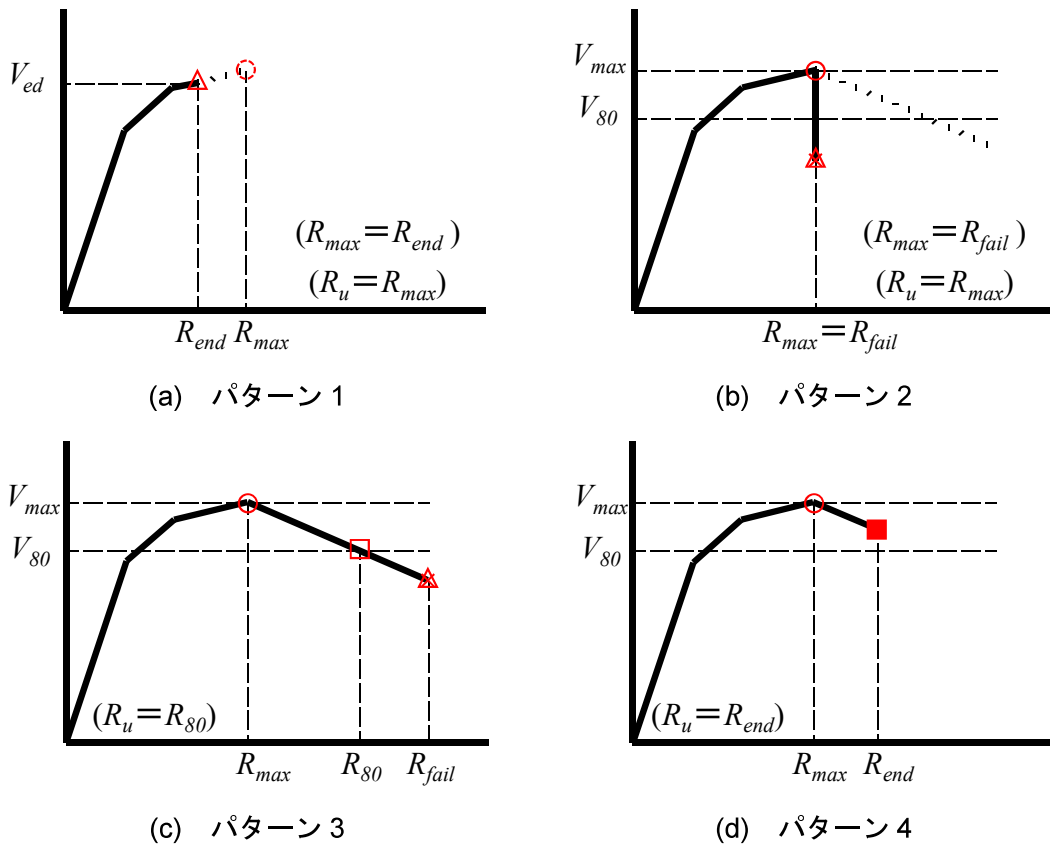 V_ed
(R_max＝R_end)
(R_u＝R_max)
R_end R_max
(a) パターン 1
V_max
V_80
(R_max＝R_fail)
(R_u＝R_max)
R_max＝R_fail
(b) パターン 2
V_max
V_80
(R_u＝R_80)
R_max R_80 R_fail
(c) パターン 3
V_max
V_80
(R_u＝R_end)
R_max R_end
(d) パターン 4